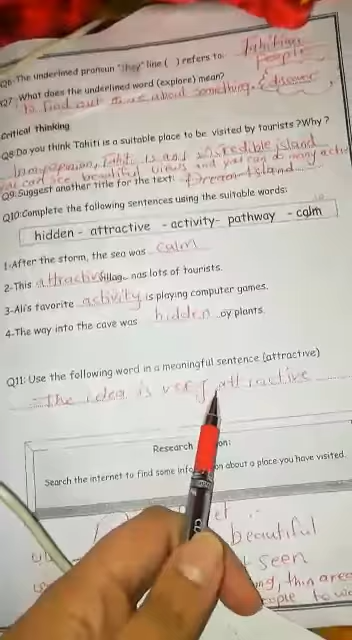 Q6: The underlined pronoun "they" line ( ) refers to: Tahitian People
Q7: What does the underlined word (explore) mean?
To find out more about something. discover
Critical thinking
Q8: Do you think Tahiti is a suitable place to be visited by tourists? Why?
In my opinion, Tahiti is an incredible island
you can see beautiful views and you can do many activ
Q9: Suggest another title for the text: Dream island
Q10: Complete the following sentences using the suitable words:
hidden - attractive - activity- pathway - calm
1-After the storm, the sea was calm
2-This attractive village has lots of tourists.
3-Ali's favorite activity is playing computer games.
4-The way into the cave was hidden by plants.
Q11: Use the following word in a meaningful sentence (attractive)
The idea is very attractive
Research
on:
Search the internet to find some info on about a place you have visited.
beautiful
seen
thin area